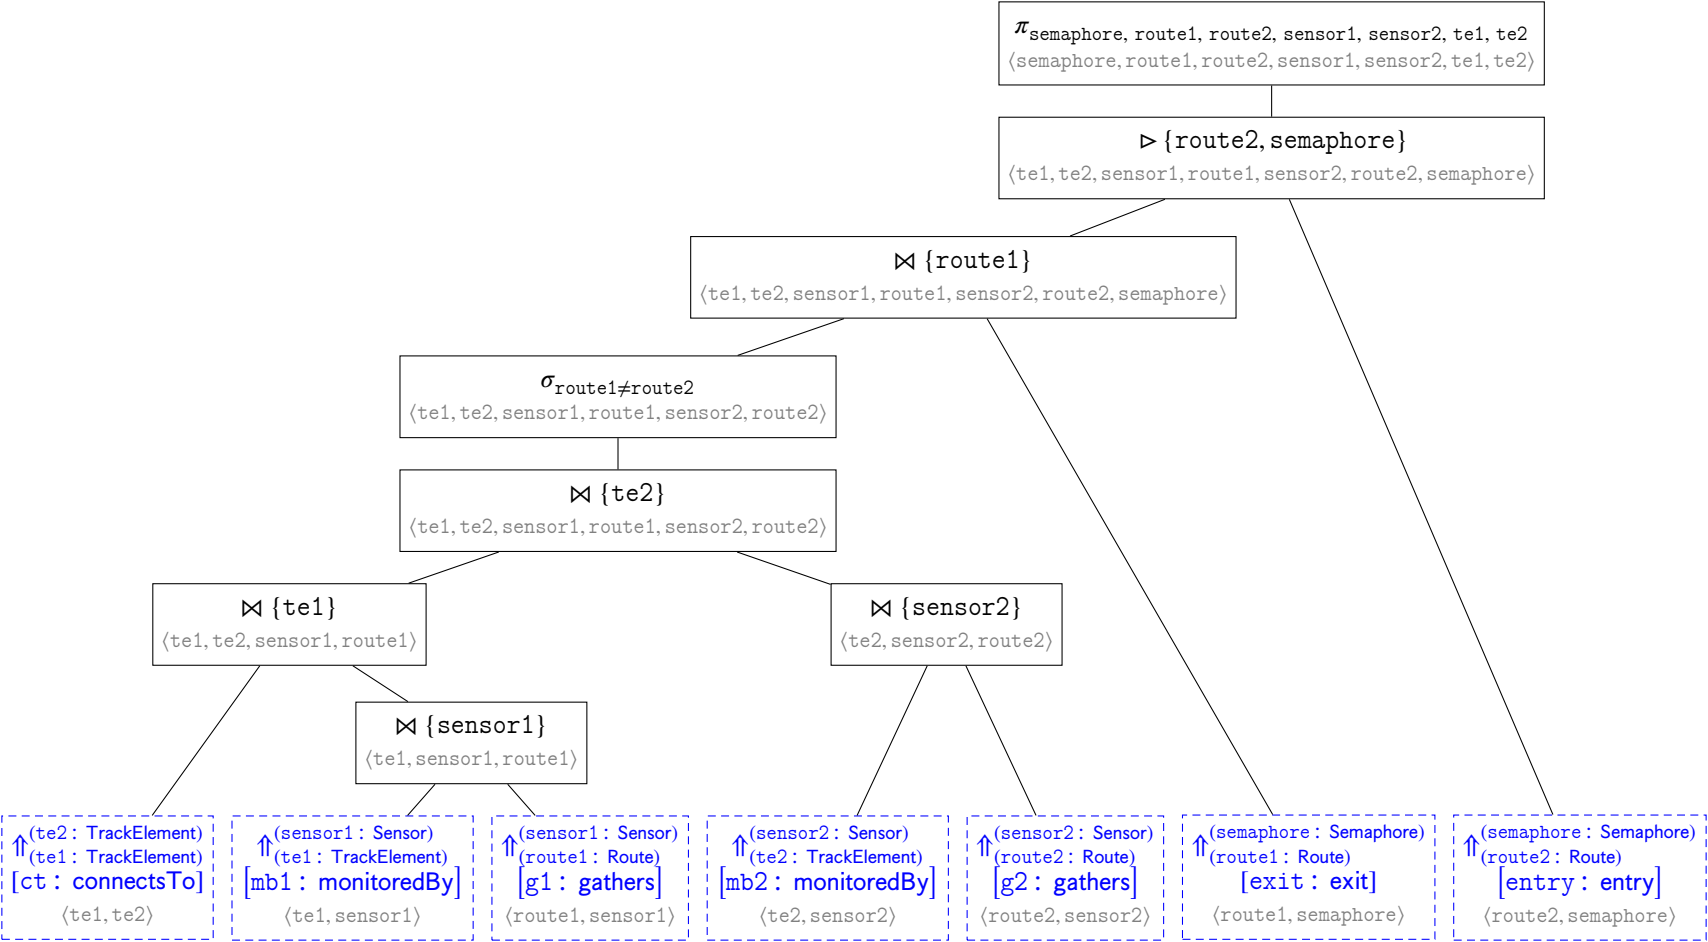 π semaphore, route1, route2, sensor1, sensor2, te1, te2
⟨semaphore, route1, route2, sensor1, sensor2, te1, te2⟩
▷ {route2, semaphore}
⟨te1, te2, sensor1, route1, sensor2, route2, semaphore⟩
⋈ {route1}
⟨te1, te2, sensor1, route1, sensor2, route2, semaphore⟩
σ route1≠route2
⟨te1, te2, sensor1, route1, sensor2, route2⟩
⋈ {te2}
⟨te1, te2, sensor1, route1, sensor2, route2⟩
⋈ {te1}
⟨te1, te2, sensor1, route1⟩
⋈ {sensor2}
⟨te2, sensor2, route2⟩
⋈ {sensor1}
⟨te1, sensor1, route1⟩
⇑ (te2: TrackElement)
(te1: TrackElement)
[ct: connectsTo]
⟨te1, te2⟩
⇑ (sensor1: Sensor)
(te1: TrackElement)
[mb1: monitoredBy]
⟨te1, sensor1⟩
⇑ (sensor1: Sensor)
(route1: Route)
[g1: gathers]
⟨route1, sensor1⟩
⇑ (sensor2: Sensor)
(te2: TrackElement)
[mb2: monitoredBy]
⟨te2, sensor2⟩
⇑ (sensor2: Sensor)
(route2: Route)
[g2: gathers]
⟨route2, sensor2⟩
⇑ (semaphore: Semaphore)
(route1: Route)
[exit: exit]
⟨route1, semaphore⟩
⇑ (semaphore: Semaphore)
(route2: Route)
[entry: entry]
⟨route2, semaphore⟩